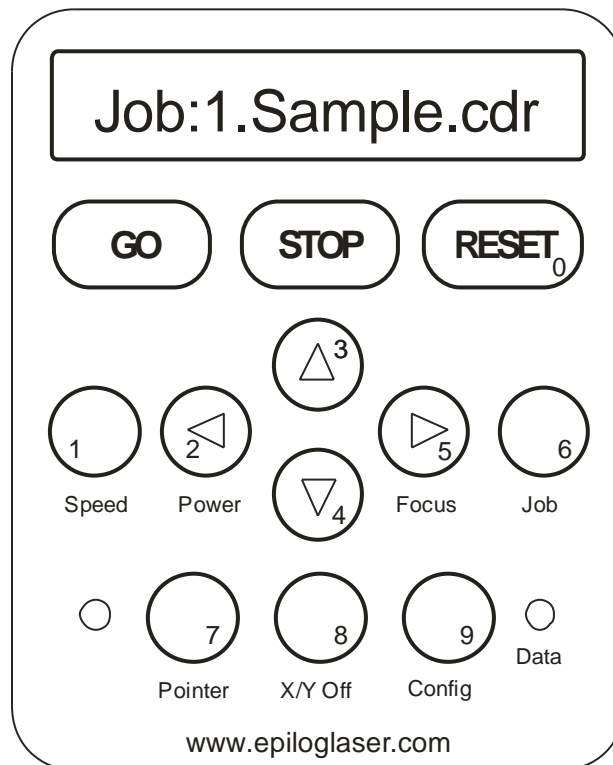 Job:1.Sample.cdr
GO STOP RESET 0
3
1 2 5 6
4
Speed Power Focus Job
7 8 9
Data
Pointer X/Y Off Config
www.epiloglaser.com